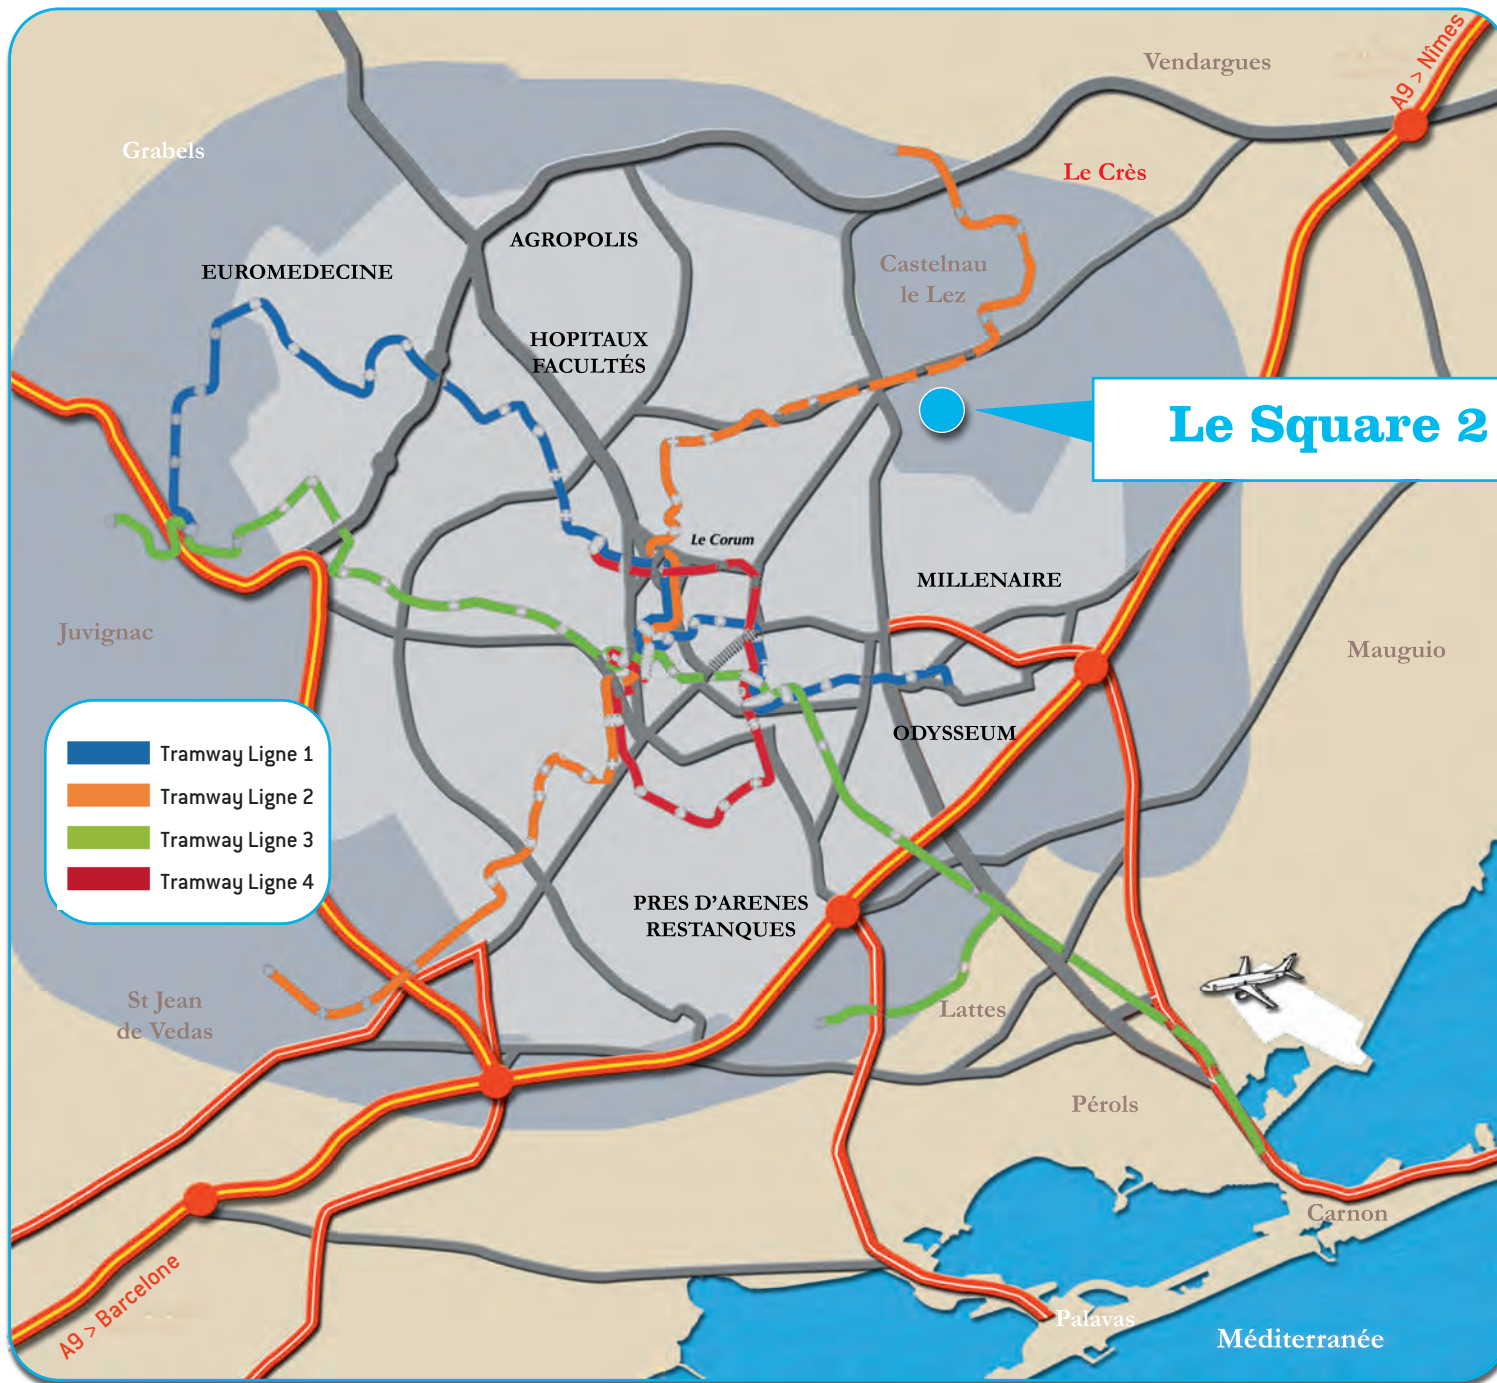 Vendargues
A9 > Nîmes
Grabels
Le Crès
AGROPOLIS
EUROMEDECINE
Castelnau
le Lez
HOPITAUX
FACULTÉS
Le Square 2
Le Corum
MILLENAIRE
Juvignac
Mauguio
ODYSSEUM
Tramway Ligne 1
Tramway Ligne 2
Tramway Ligne 3
Tramway Ligne 4
PRES D'ARENES
RESTANQUES
St Jean
de Vedas
Lattes
Pérols
Carnon
A9 > Barcelone
Palavas
Méditerranée